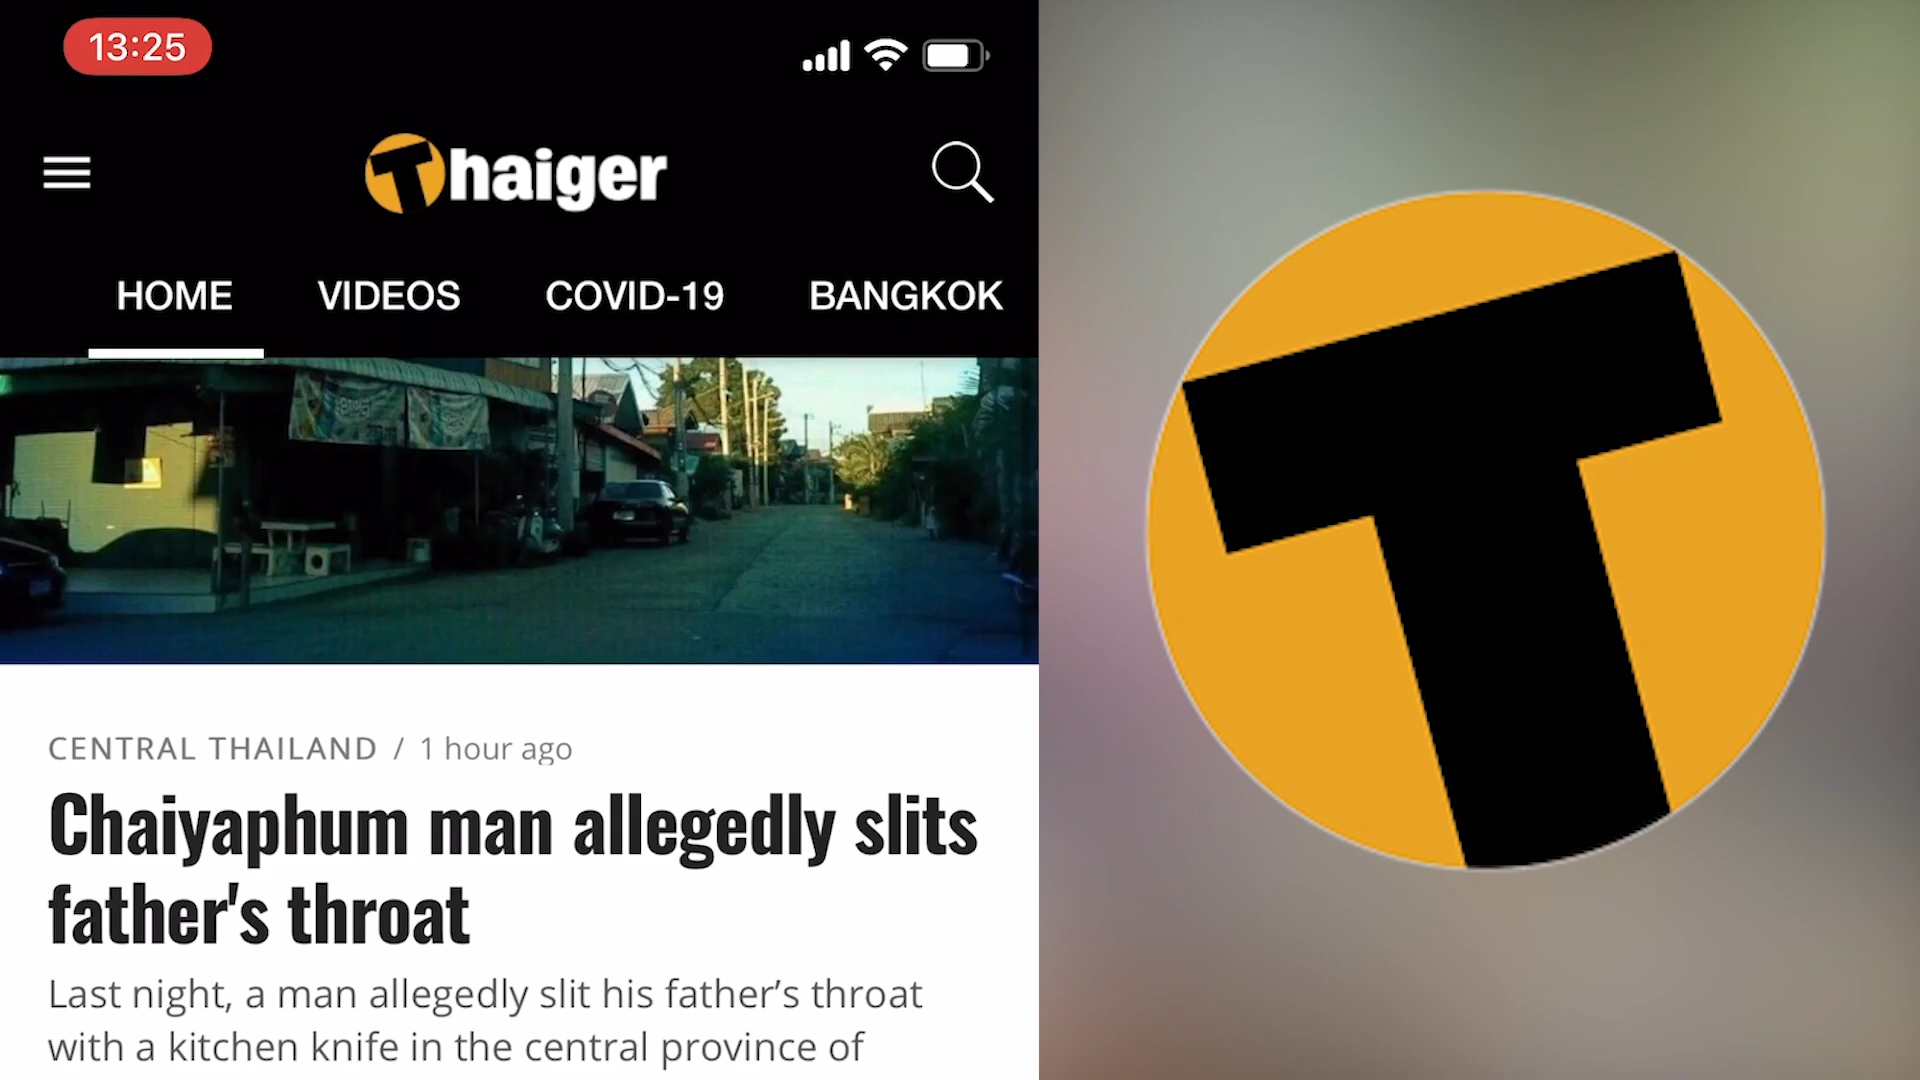 13:25
Thaiger
HOME VIDEOS COVID-19 BANGKOK
CENTRAL THAILAND / 1 hour ago
Chaiyaphum man allegedly slits
father's throat
Last night, a man allegedly slit his father’s throat
with a kitchen knife in the central province of
T